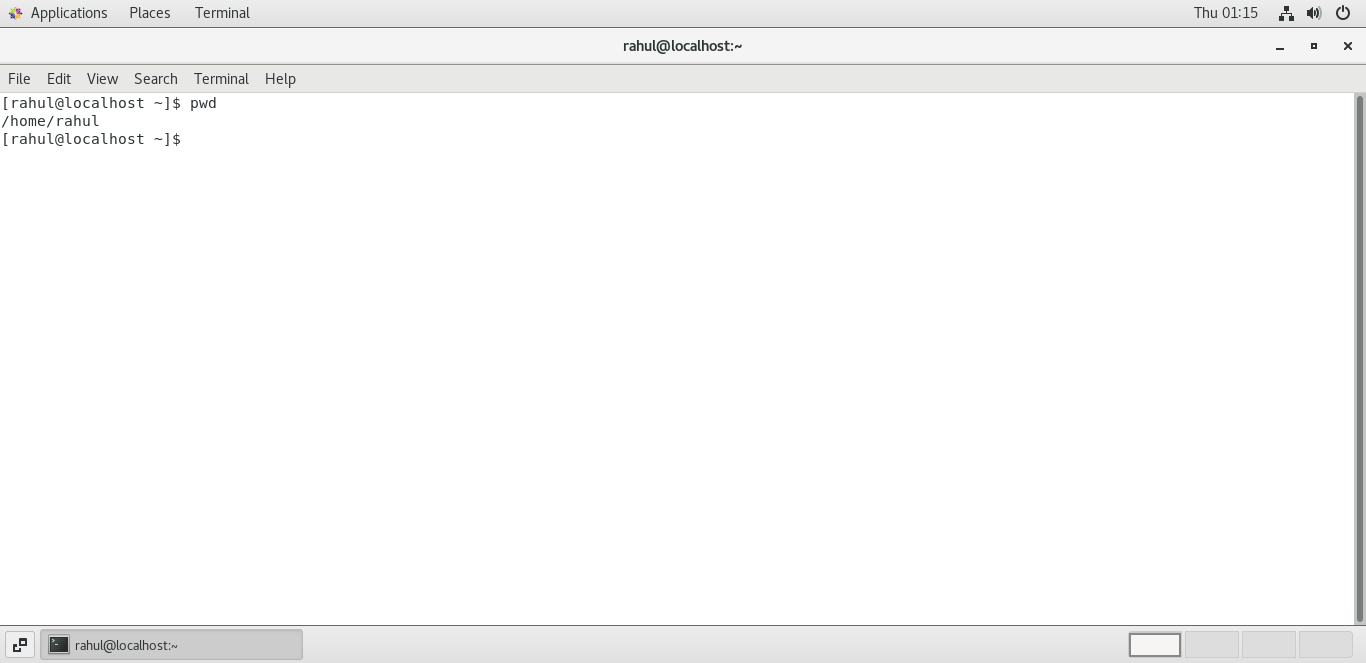 Applications Places Terminal Thu 01:15
rahul@localhost:~
File Edit View Search Terminal Help
[rahul@localhost ~]$ pwd
/home/rahul
[rahul@localhost ~]$
rahul@localhost:~